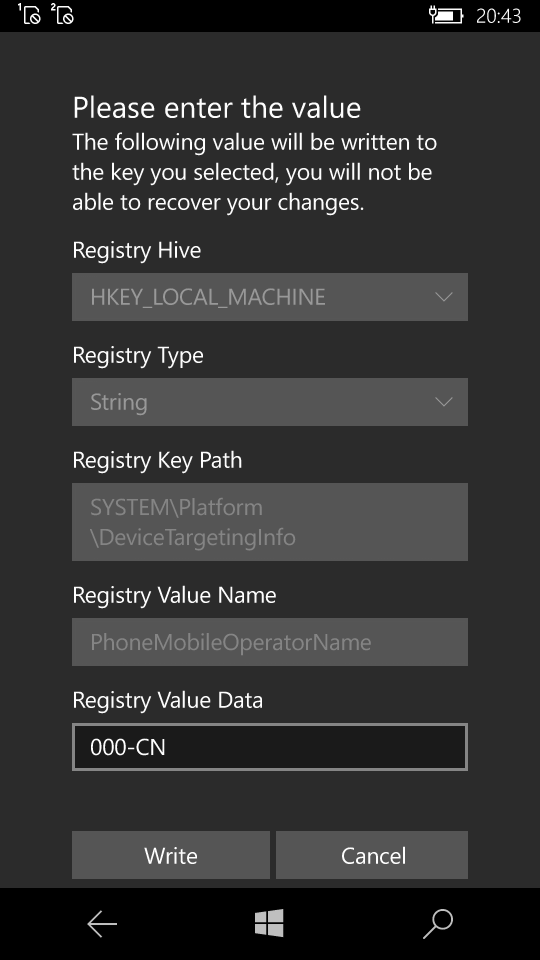 1 2 20:43
Please enter the value
The following value will be written to
the key you selected, you will not be
able to recover your changes.
Registry Hive
HKEY_LOCAL_MACHINE
Registry Type
String
Registry Key Path
SYSTEM\Platform
\DeviceTargetingInfo
Registry Value Name
PhoneMobileOperatorName
Registry Value Data
000-CN
Write Cancel